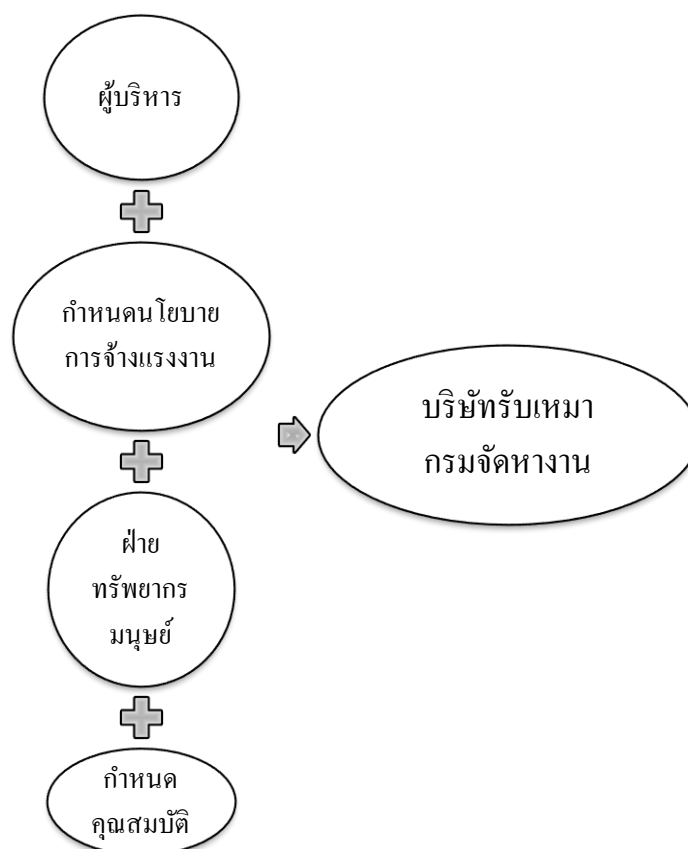 ผู้บริหาร
กำหนดนโยบาย
การจ้างแรงงาน
ฝ่าย
ทรัพยากร
มนุษย์
กำหนด
คุณสมบัติ
บริษัทรับเหมา
กรมจัดหางาน